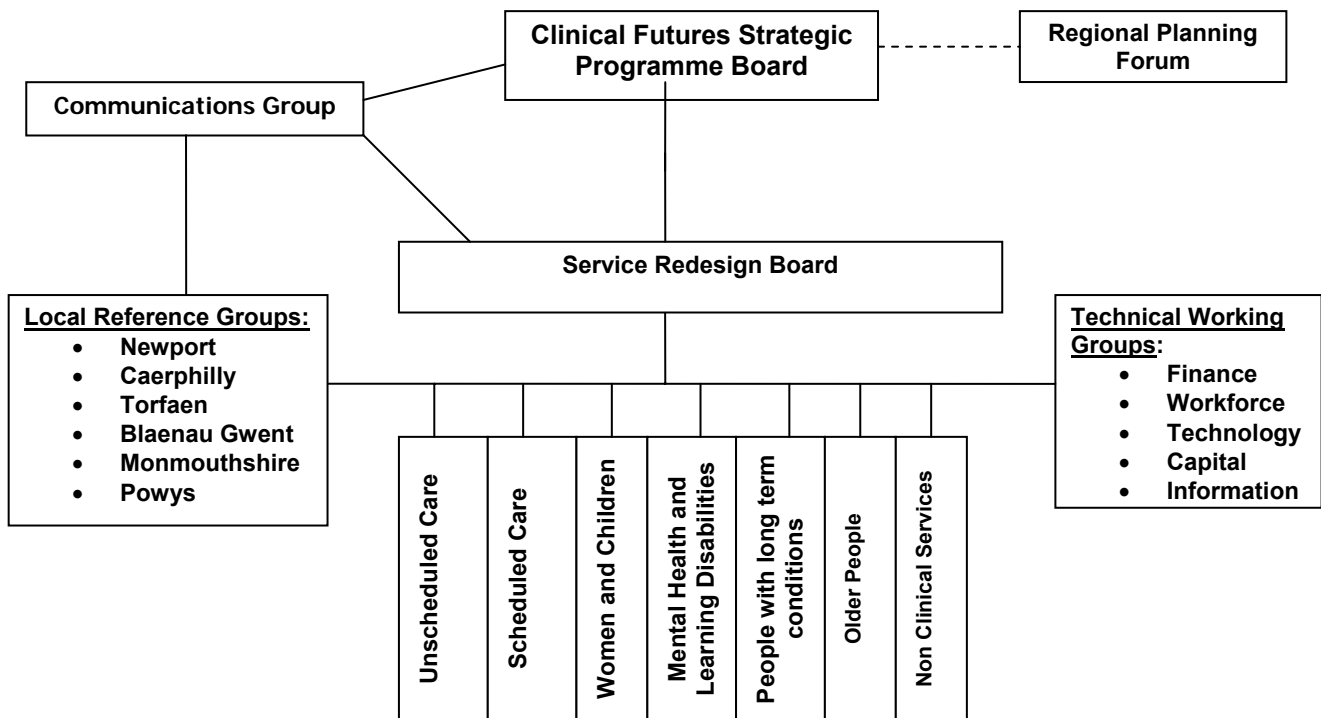 Clinical Futures Strategic
Programme Board
Regional Planning
Forum
Communications Group
Service Redesign Board
Local Reference Groups:
• Newport
• Caerphilly
• Torfaen
• Blaenau Gwent
• Monmouthshire
• Powys
Technical Working
Groups:
• Finance
• Workforce
• Technology
• Capital
• Information
Unscheduled Care
Scheduled Care
Women and Children
Mental Health and
Learning Disabilities
People with long term
conditions
Older People
Non Clinical Services